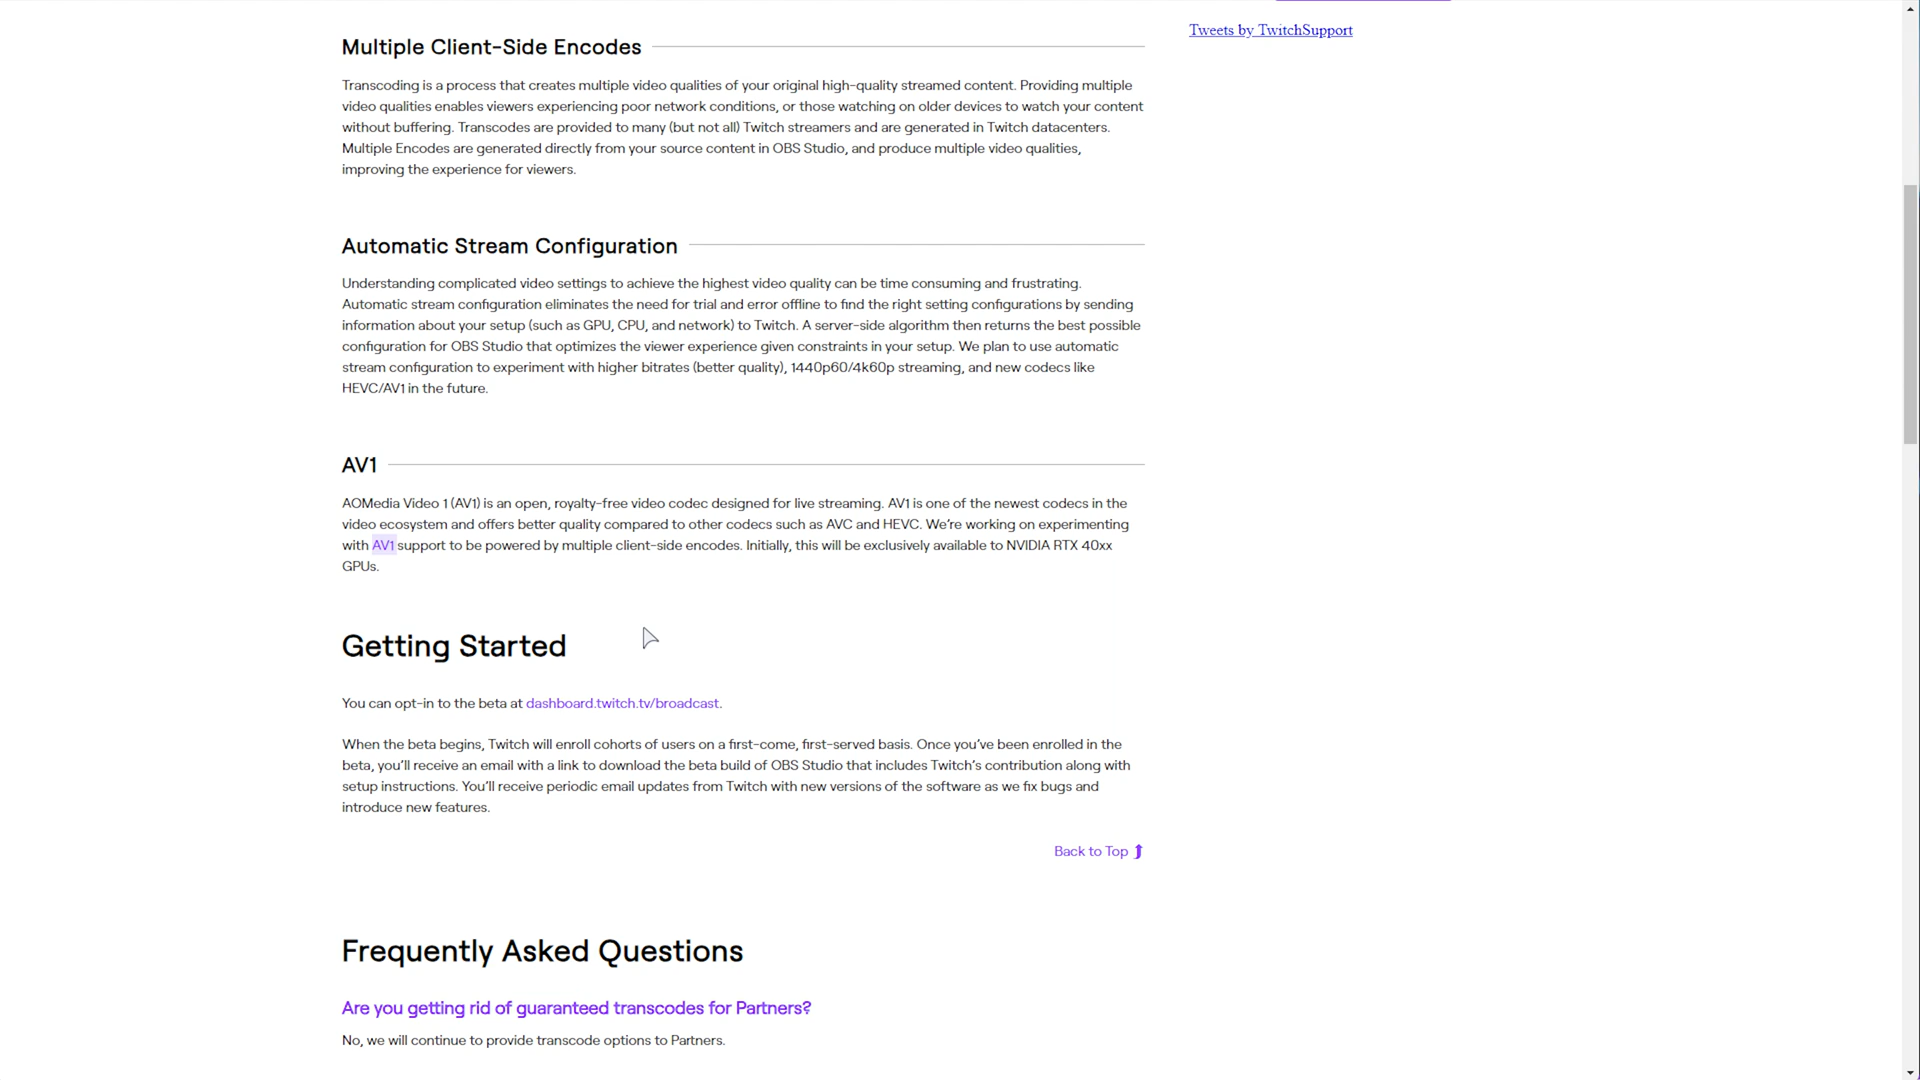 Tweets by TwitchSupport
Multiple Client-Side Encodes
Transcoding is a process that creates multiple video qualities of your original high-quality streamed content. Providing multiple
video qualities enables viewers experiencing poor network conditions, or those watching on older devices to watch your content
without buffering. Transcodes are provided to many (but not all) Twitch streamers and are generated in Twitch datacenters.
Multiple Encodes are generated directly from your source content in OBS Studio, and produce multiple video qualities,
improving the experience for viewers.
Automatic Stream Configuration
Understanding complicated video settings to achieve the highest video quality can be time consuming and frustrating.
Automatic stream configuration eliminates the need for trial and error offline to find the right setting configurations by sending
information about your setup (such as GPU, CPU, and network) to Twitch. A server-side algorithm then returns the best possible
configuration for OBS Studio that optimizes the viewer experience given constraints in your setup. We plan to use automatic
stream configuration to experiment with higher bitrates (better quality), 1440p60/4k60p streaming, and new codecs like
HEVC/AV1 in the future.
AV1
AOMedia Video 1 (AV1) is an open, royalty-free video codec designed for live streaming. AV1 is one of the newest codecs in the
video ecosystem and offers better quality compared to other codecs such as AVC and HEVC. We're working on experimenting
with AV1 support to be powered by multiple client-side encodes. Initially, this will be exclusively available to NVIDIA RTX 40xx
GPUs.
Getting Started
You can opt-in to the beta at dashboard.twitch.tv/broadcast.
When the beta begins, Twitch will enroll cohorts of users on a first-come, first-served basis. Once you've been enrolled in the
beta, you'll receive an email with a link to download the beta build of OBS Studio that includes Twitch's contribution along with
setup instructions. You'll receive periodic email updates from Twitch with new versions of the software as we fix bugs and
introduce new features.
Back to Top
Frequently Asked Questions
Are you getting rid of guaranteed transcodes for Partners?
No, we will continue to provide transcode options to Partners.